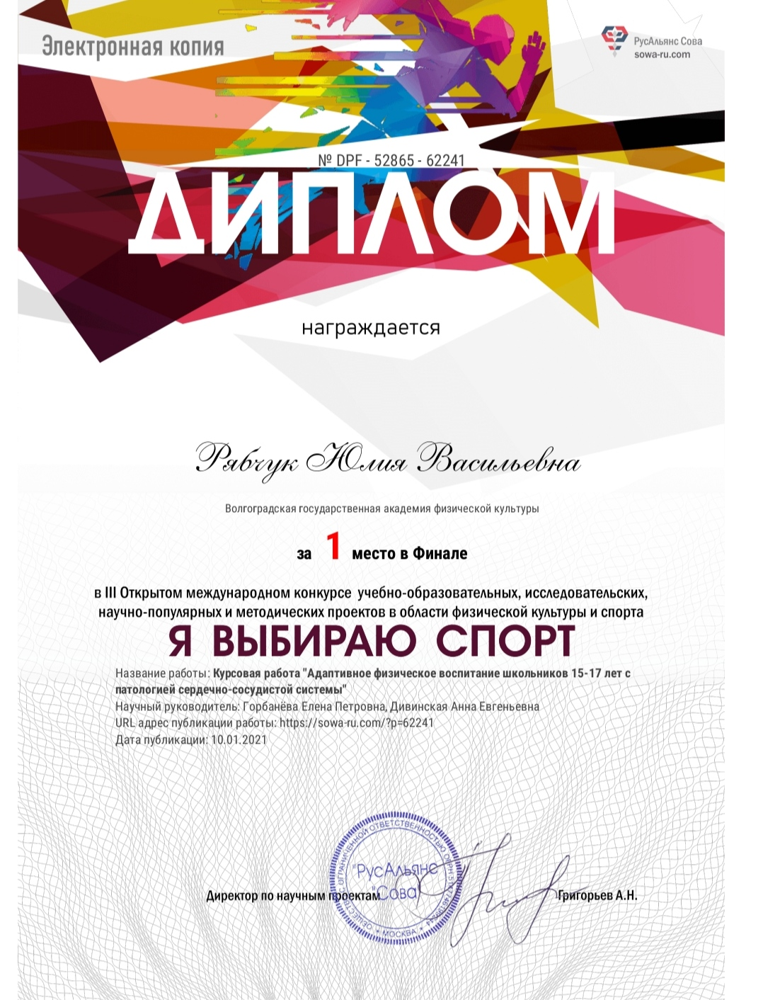 Электронная копия
РусАльянс Сова
sowa-ru.com
№ DPF - 52865 - 62241
ДИПЛОМ
награждается
Рябчук Юлия Васильевна
Волгоградская государственная академия физической культуры
за 1 место в Финале
в III Открытом международном конкурсе учебно-образовательных, исследовательских,
научно-популярных и методических проектов в области физической культуры и спорта
Я ВЫБИРАЮ СПОРТ
Название работы: Курсовая работа "Адаптивное физическое воспитание школьников 15-17 лет с
патологией сердечно-сосудистой системы"
Научный руководитель: Горбанёва Елена Петровна, Дивинская Анна Евгеньевна
URL адрес публикации работы: https://sowa-ru.com/?p=62241
Дата публикации: 10.01.2021
ОБЩЕСТВО С ОГРАНИЧЕННОЙ ОТВЕТСТВЕННОСТЬЮ ОГРН
"РусАльянс
"Сова"
МОСКВА
Директор по научным проектам
Григорьев А.Н.